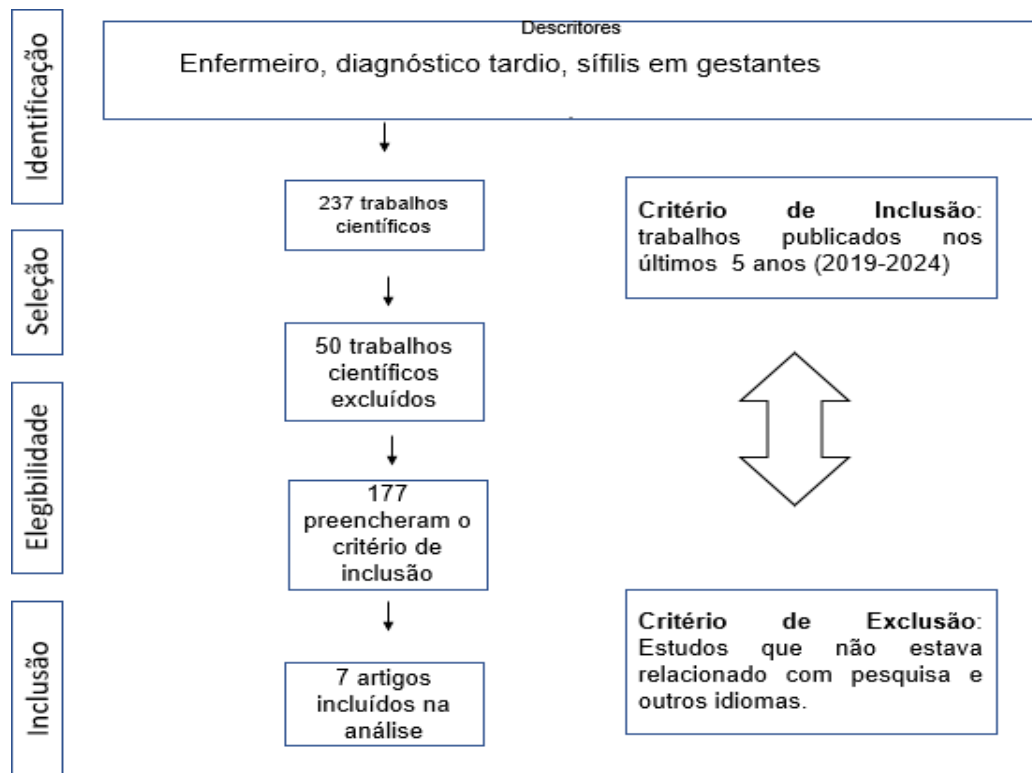 Identificação
Descritores
Enfermeiro, diagnóstico tardio, sífilis em gestantes
237 trabalhos
científicos
Critério de Inclusão:
trabalhos publicados nos
últimos 5 anos (2019-2024)
Seleção
50 trabalhos
científicos
excluídos
Elegibilidade
177
preencheram o
critério de
inclusão
Inclusão
7 artigos
incluídos na
análise
Critério de Exclusão:
Estudos que não estava
relacionado com pesquisa e
outros idiomas.